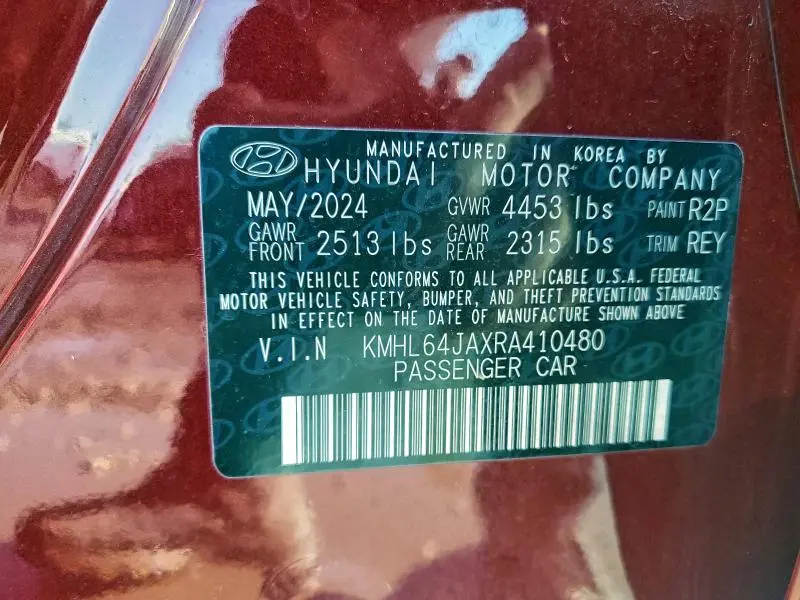 MANUFACTURED IN KOREA BY
HYUNDAI MOTOR COMPANY
MAY/2024 GVWR 4453 lbs PAINT R2P
GAWR FRONT 2513 lbs GAWR REAR 2315 lbs TRIM REY
THIS VEHICLE CONFORMS TO ALL APPLICABLE U.S.A. FEDERAL
MOTOR VEHICLE SAFETY, BUMPER, AND THEFT PREVENTION STANDARDS
IN EFFECT ON THE DATE OF MANUFACTURE SHOWN ABOVE
V.I.N KMHL64JAXRA410480
PASSENGER CAR